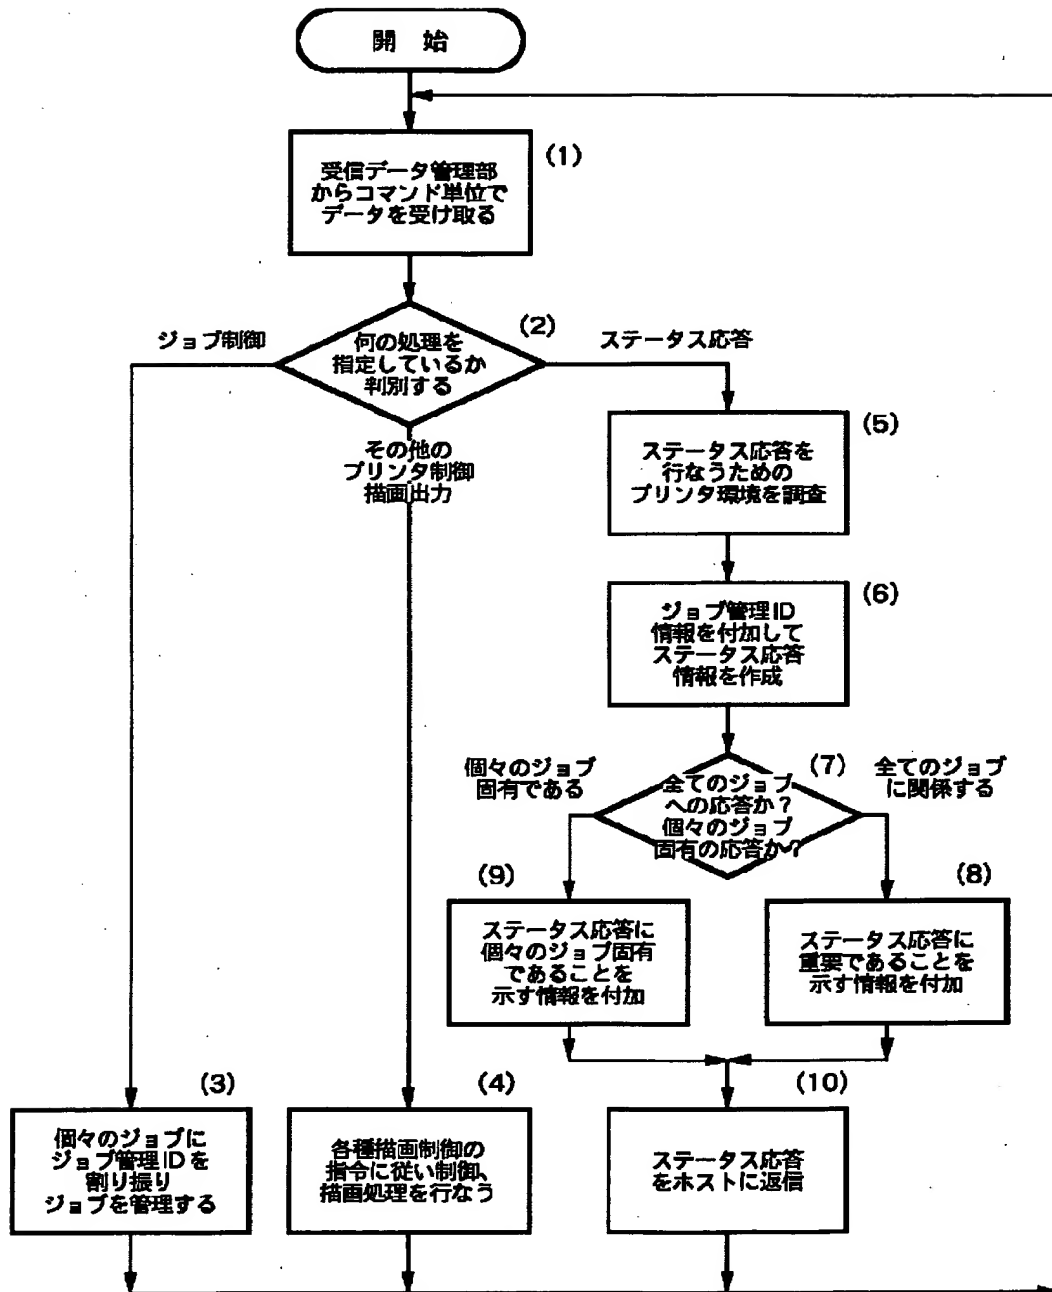 開 始
(1)
受信データ管理部
からコマンド単位で
データを受け取る
(2)
何の処理を
指定しているか
判別する
ジョブ制御
ステータス応答
その他の
プリンタ制御
描画出力
(5)
ステータス応答を
行なうための
プリンタ環境を調査
(6)
ジョブ管理ID
情報を付加して
ステータス応答
情報を作成
(7)
全てのジョブ
への応答か?
個々のジョブ
固有の応答か?
個々のジョブ
固有である
全てのジョブ
に関係する
(9)
ステータス応答に
個々のジョブ固有
であることを
示す情報を付加
(8)
ステータス応答に
重要であることを
示す情報を付加
(3)
個々のジョブに
ジョブ管理IDを
割り振り
ジョブを管理する
(4)
各種描画制御の
指令に従い制御、
描画処理を行なう
(10)
ステータス応答
をホストに返信